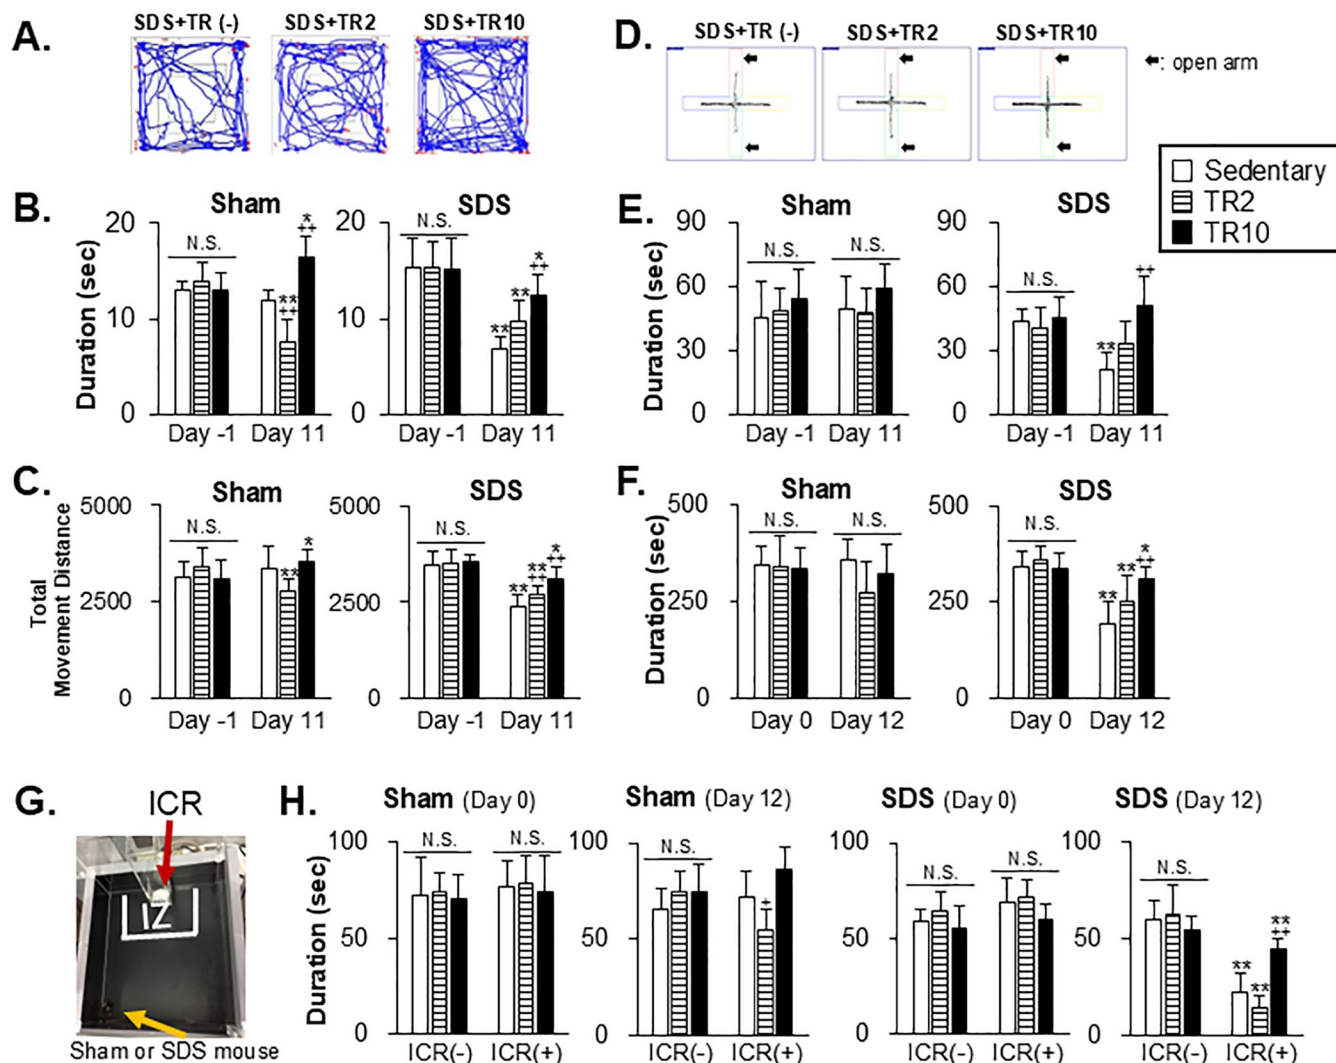 A.
SDS+TR (-)
SDS+TR2
SDS+TR10
D.
SDS+TR (-)
SDS+TR2
SDS+TR10
: open arm
Sedentary
TR2
TR10
B.
Duration (sec)
Sham
20
10
0
N.S.
**
++
*
++
Day -1 Day 11
SDS
20
10
0
N.S.
**
**
*
++
Day -1 Day 11
E.
Duration (sec)
Sham
90
60
30
0
N.S.
N.S.
Day -1 Day 11
SDS
90
60
30
0
N.S.
**
++
Day -1 Day 11
C.
Total
Movement Distance
Sham
5000
2500
0
N.S.
**
*
Day -1 Day 11
SDS
5000
2500
0
N.S.
**
**
++
*
++
Day -1 Day 11
F.
Duration (sec)
Sham
500
250
0
N.S.
N.S.
Day 0 Day 12
SDS
500
250
0
N.S.
**
**
*
++
Day 0 Day 12
G.
ICR
IZ
Sham or SDS mouse
H.
Duration (sec)
Sham (Day 0)
100
50
0
N.S.
N.S.
ICR(-) ICR(+)
Sham (Day 12)
100
50
0
N.S.
+
ICR(-) ICR(+)
SDS (Day 0)
100
50
0
N.S.
N.S.
ICR(-) ICR(+)
SDS (Day 12)
100
50
0
N.S.
**
**
**
++
ICR(-) ICR(+)